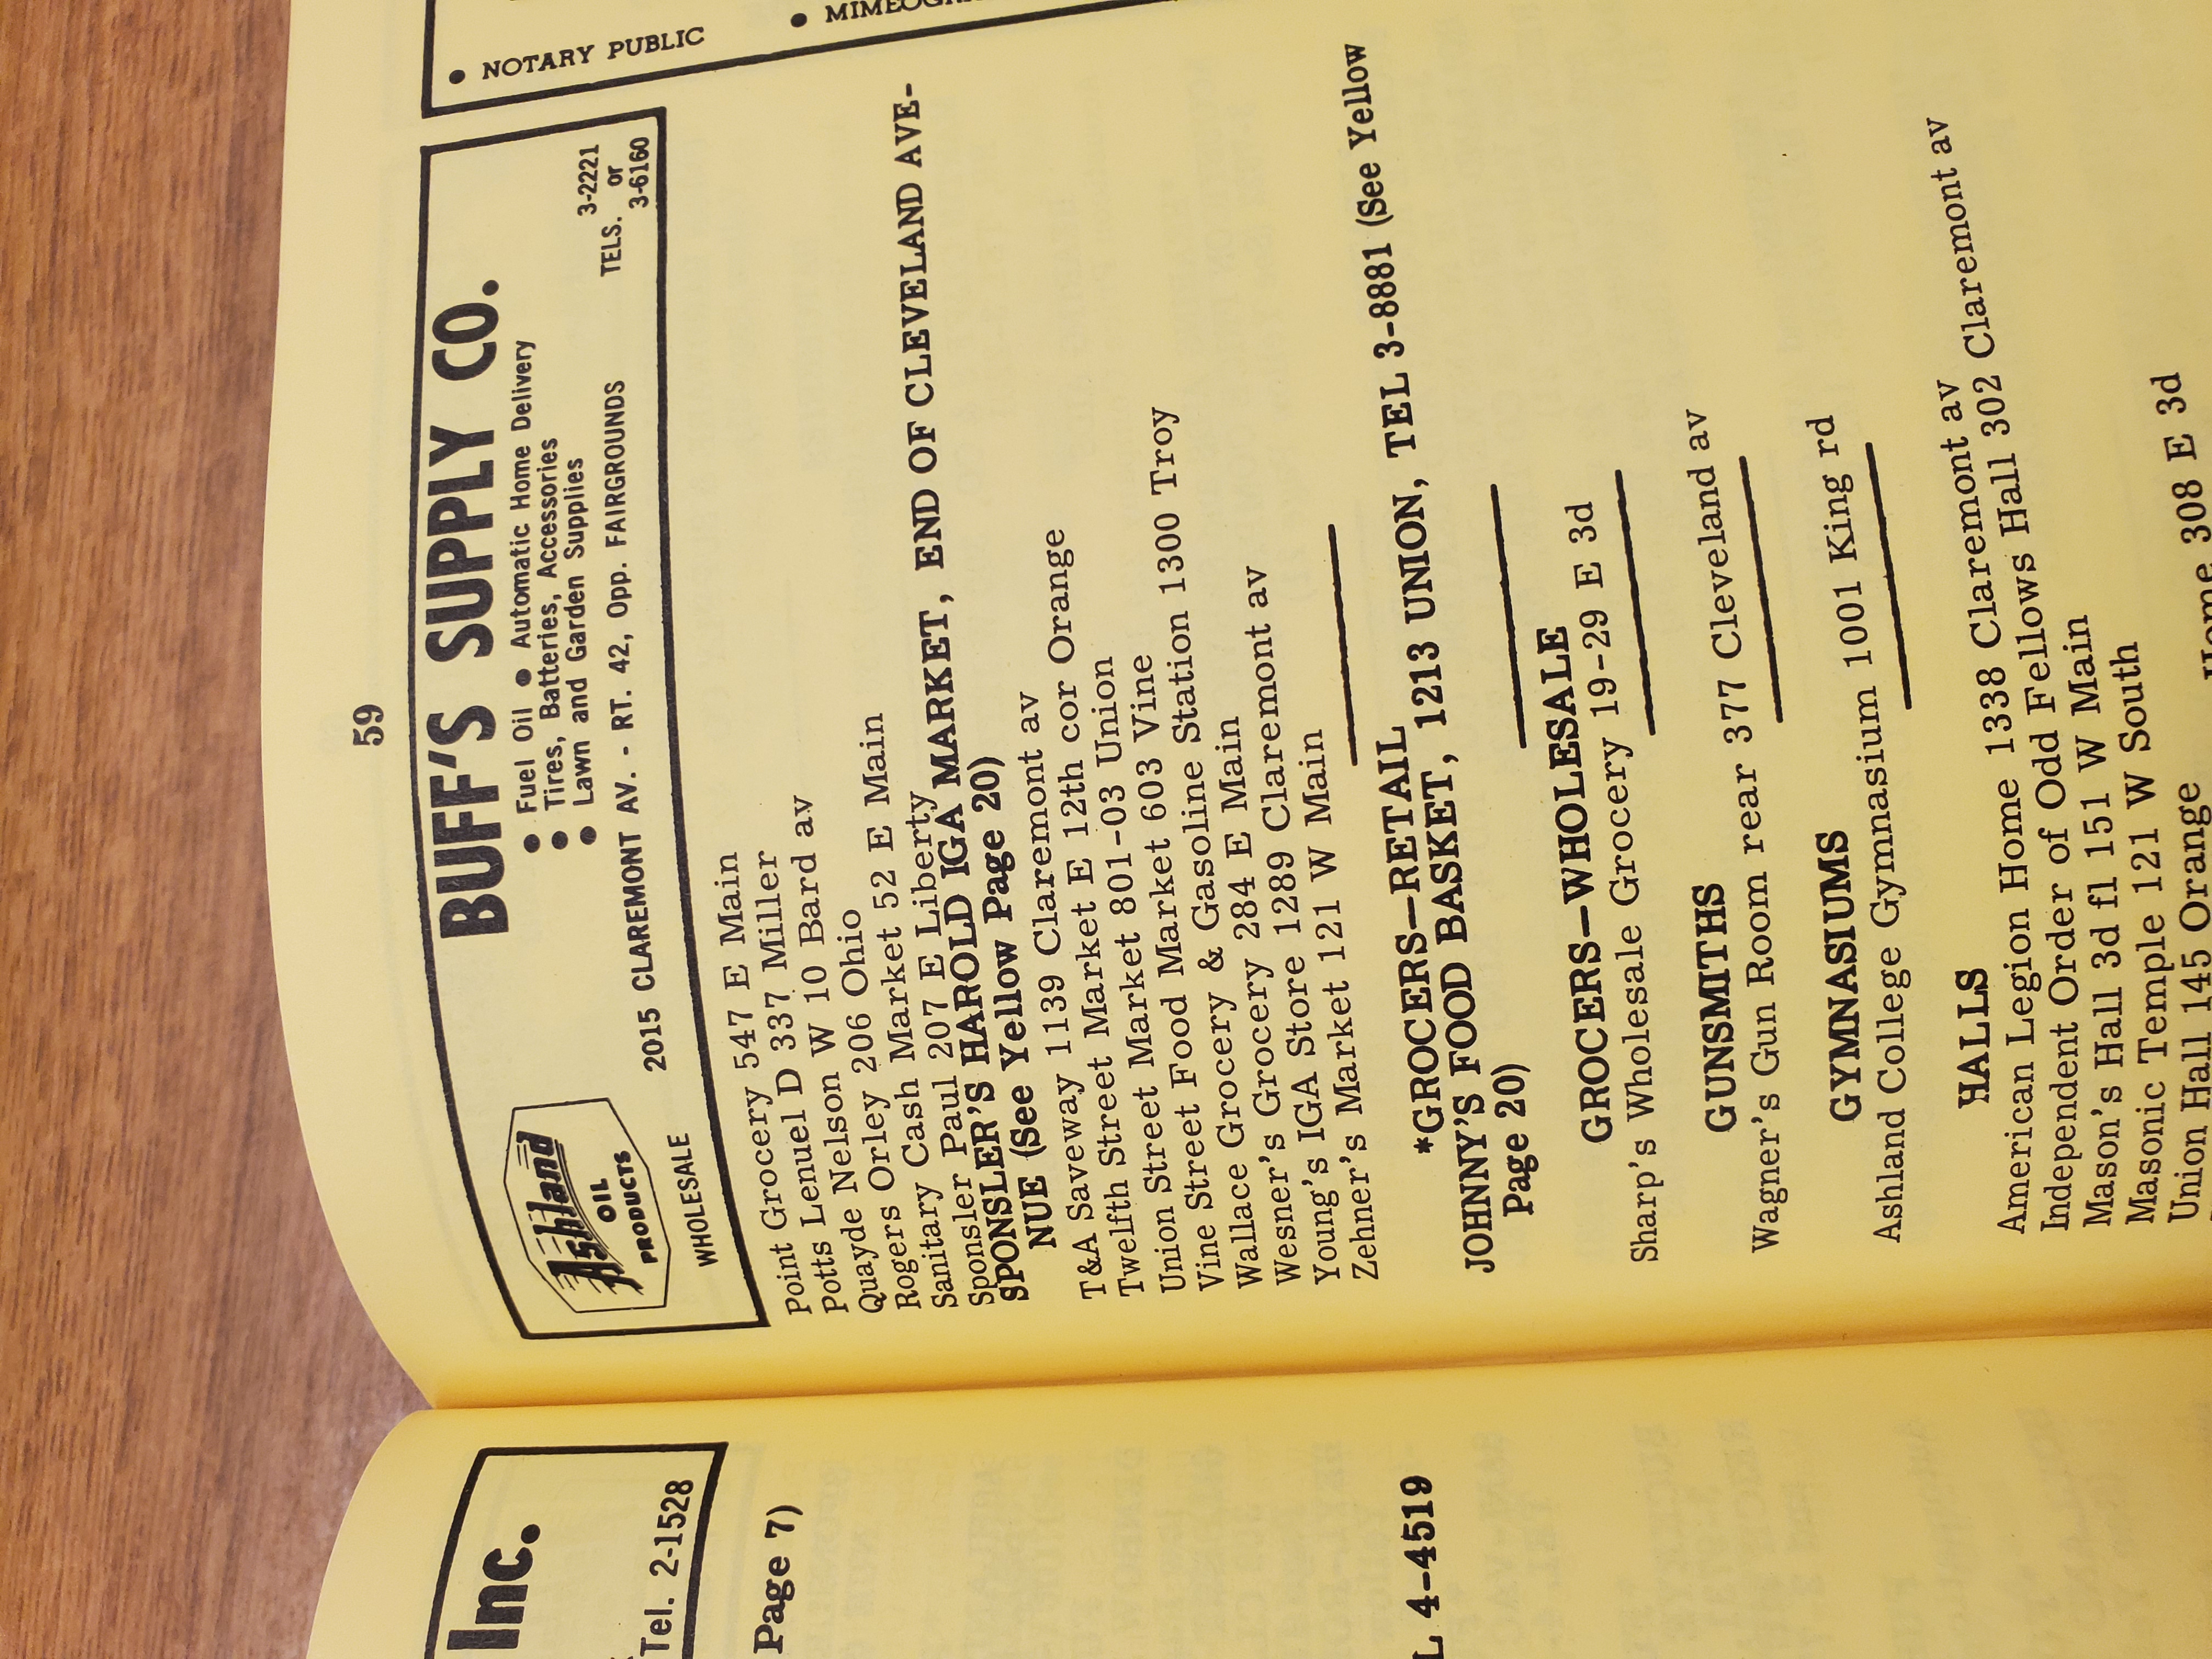 Inc.
Tel. 2-1528
Page 7)
4-4519
59
Ashland
OIL
PRODUCTS
WHOLESALE
BUFF'S SUPPLY CO.
● Fuel Oil ● Automatic Home Delivery
● Tires, Batteries, Accessories
● Lawn and Garden Supplies
2015 CLAREMONT AV. - RT. 42, Opp. FAIRGROUNDS
TELS. 3-2221
or
3-6160
● NOTARY PUBLIC
●
Point Grocery 547 E Main
Potts Lenuel D 337 Miller
Quayde Nelson W 10 Bard av
Rogers Orley 206 Ohio
Sanitary Cash Market 52 E Main
Sponsler Paul 207 E Liberty
SPONSLER'S HAROLD IGA MARKET, END OF CLEVELAND AVE-
NUE (See Yellow Page 20)
T&A Saveway 1139 Claremont av
Twelfth Street Market E 12th cor Orange
Union Street Market 801-03 Union
Vine Street Food Market 603 Vine
Wallace Grocery & Gasoline Station 1300 Troy
Wesner's Grocery 284 E Main
Young's IGA Store 1289 Claremont av
Zehner's Market 121 W Main
*GROCERS—RETAIL
JOHNNY'S FOOD BASKET, 1213 UNION, TEL 3-8881 (See Yellow
Page 20)
GROCERS—WHOLESALE
Sharp's Wholesale Grocery 19-29 E 3d
GUNSMITHS
Wagner's Gun Room rear 377 Cleveland av
GYMNASIUMS
Ashland College Gymnasium 1001 King rd
HALLS
American Legion Home 1338 Claremont av
Independent Order of Odd Fellows Hall 302 Claremont av
Mason's Hall 3d fl 151 W Main
Masonic Temple 121 W South
Union Hall 145 Orange
Home 308 E 3d